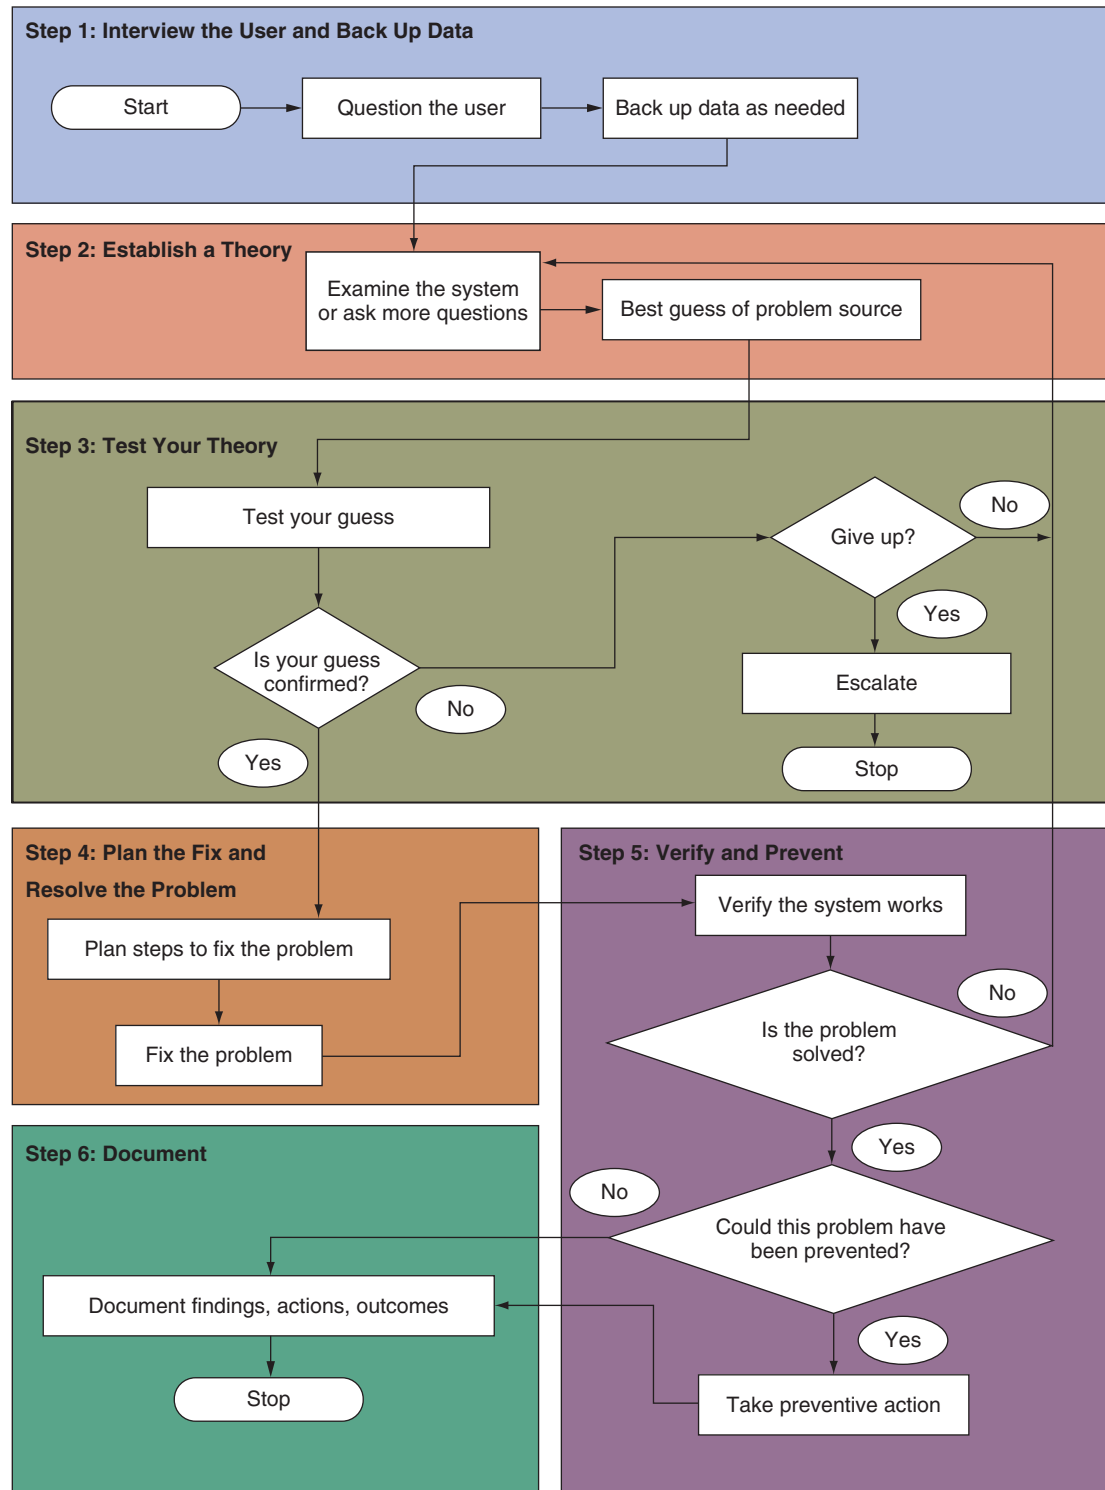 Step 1: Interview the User and Back Up Data
Start
Question the user
Back up data as needed
Step 2: Establish a Theory
Examine the system
or ask more questions
Best guess of problem source
Step 3: Test Your Theory
Test your guess
Give up?
No
Yes
Is your guess
confirmed?
No
Escalate
Yes
Stop
Step 4: Plan the Fix and
Resolve the Problem
Plan steps to fix the problem
Fix the problem
Step 5: Verify and Prevent
Verify the system works
No
Is the problem
solved?
Yes
No
Could this problem have
been prevented?
Yes
Take preventive action
Step 6: Document
Document findings, actions, outcomes
Stop